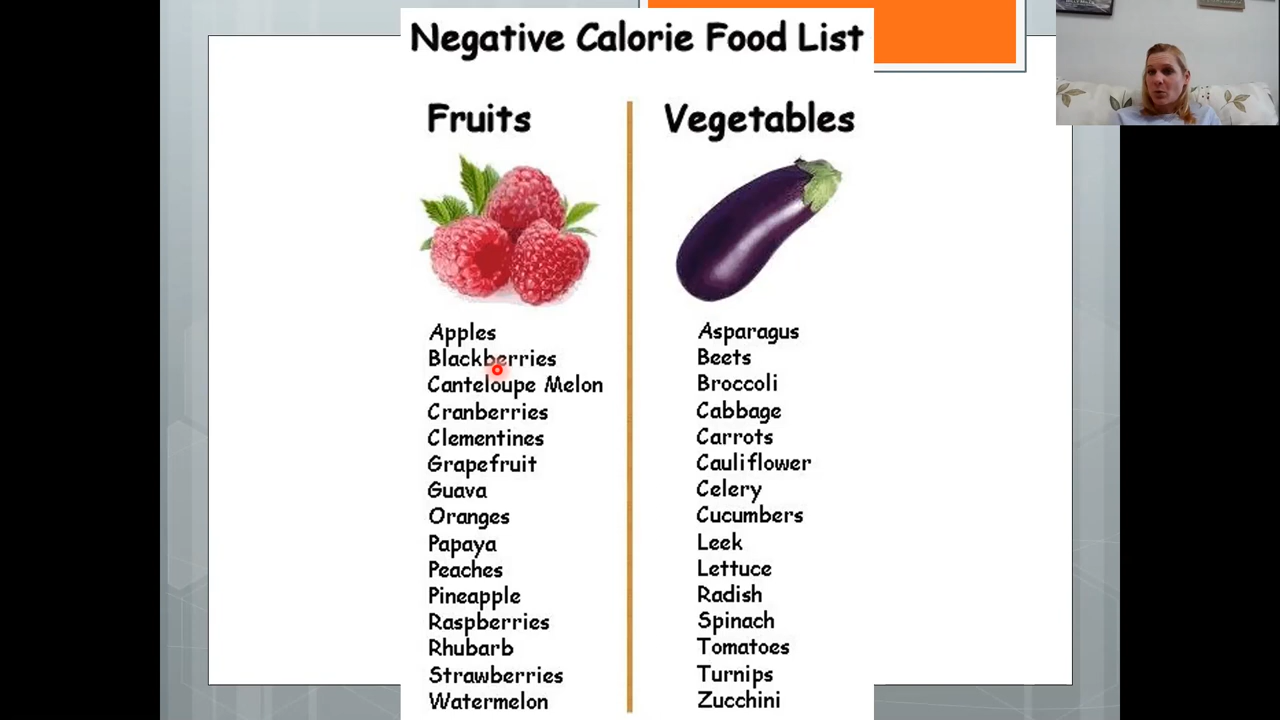 Negative Calorie Food List
Fruits
Apples
Blackberries
Canteloupe Melon
Cranberries
Clementines
Grapefruit
Guava
Oranges
Papaya
Peaches
Pineapple
Raspberries
Rhubarb
Strawberries
Watermelon
Vegetables
Asparagus
Beets
Broccoli
Cabbage
Carrots
Cauliflower
Celery
Cucumbers
Leek
Lettuce
Radish
Spinach
Tomatoes
Turnips
Zucchini